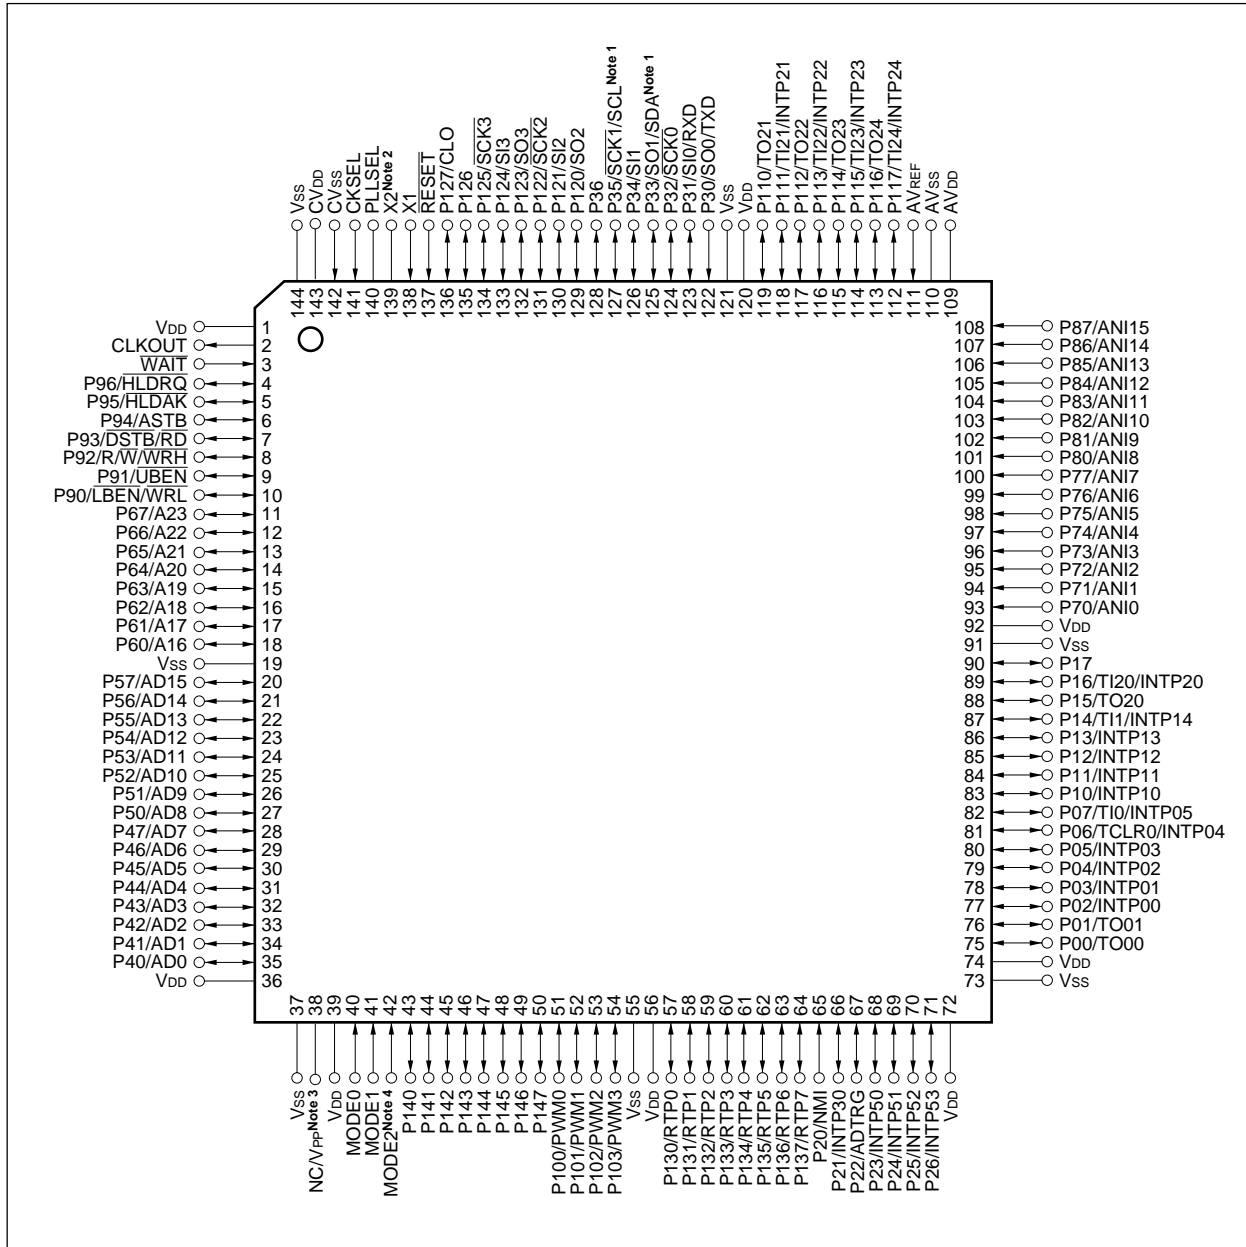 VSS
CVDD
CVSS
CKSEL
PLLSEL
X2Note 2
X1
RESET
P127/CLO
P126
P125/SCK3
P124/SI3
P123/SO3
P122/SCK2
P121/SI2
P120/SO2
P36
P35/SCK1/SCLNote 1
P34/SI1
P33/SO1/SDANote 1
P32/SCK0
P31/SI0/RXD
P30/SO0/TXD
VSS
VDD
P110/TO21
P111/TI21/INTP21
P112/TO22
P113/TI22/INTP22
P114/TO23
P115/TI23/INTP23
P116/TO24
P117/TI24/INTP24
AVREF
AVSS
AVDD
144
143
142
141
140
139
138
137
136
135
134
133
132
131
130
129
128
127
126
125
124
123
122
121
120
119
118
117
116
115
114
113
112
111
110
109
VDD 1
CLKOUT 2
WAIT 3
P96/HLDRQ 4
P95/HLDAK 5
P94/ASTB 6
P93/DSTB/RD 7
P92/R/W/WRH 8
P91/UBEN 9
P90/LBEN/WRL 10
P67/A23 11
P66/A22 12
P65/A21 13
P64/A20 14
P63/A19 15
P62/A18 16
P61/A17 17
P60/A16 18
VSS 19
P57/AD15 20
P56/AD14 21
P55/AD13 22
P54/AD12 23
P53/AD11 24
P52/AD10 25
P51/AD9 26
P50/AD8 27
P47/AD7 28
P46/AD6 29
P45/AD5 30
P44/AD4 31
P43/AD3 32
P42/AD2 33
P41/AD1 34
P40/AD0 35
VDD 36
108 P87/ANI15
107 P86/ANI14
106 P85/ANI13
105 P84/ANI12
104 P83/ANI11
103 P82/ANI10
102 P81/ANI9
101 P80/ANI8
100 P77/ANI7
99 P76/ANI6
98 P75/ANI5
97 P74/ANI4
96 P73/ANI3
95 P72/ANI2
94 P71/ANI1
93 P70/ANI0
92 VDD
91 VSS
90 P17
89 P16/TI20/INTP20
88 P15/TO20
87 P14/TI1/INTP14
86 P13/INTP13
85 P12/INTP12
84 P11/INTP11
83 P10/INTP10
82 P07/TI0/INTP05
81 P06/TCLR0/INTP04
80 P05/INTP03
79 P04/INTP02
78 P03/INTP01
77 P02/INTP00
76 P01/TO01
75 P00/TO00
74 VDD
73 VSS
37
38
39
40
41
42
43
44
45
46
47
48
49
50
51
52
53
54
55
56
57
58
59
60
61
62
63
64
65
66
67
68
69
70
71
72
VSS
NC/VPPNote 3
VDD
MODE0
MODE1
MODE2Note 4
P140
P141
P142
P143
P144
P145
P146
P147
P100/PWM0
P101/PWM1
P102/PWM2
P103/PWM3
VSS
VDD
P130/RTP0
P131/RTP1
P132/RTP2
P133/RTP3
P134/RTP4
P135/RTP5
P136/RTP6
P137/RTP7
P20/NMI
P21/INTP30
P22/ADTRG
P23/INTP50
P24/INTP51
P25/INTP52
P26/INTP53
VDD